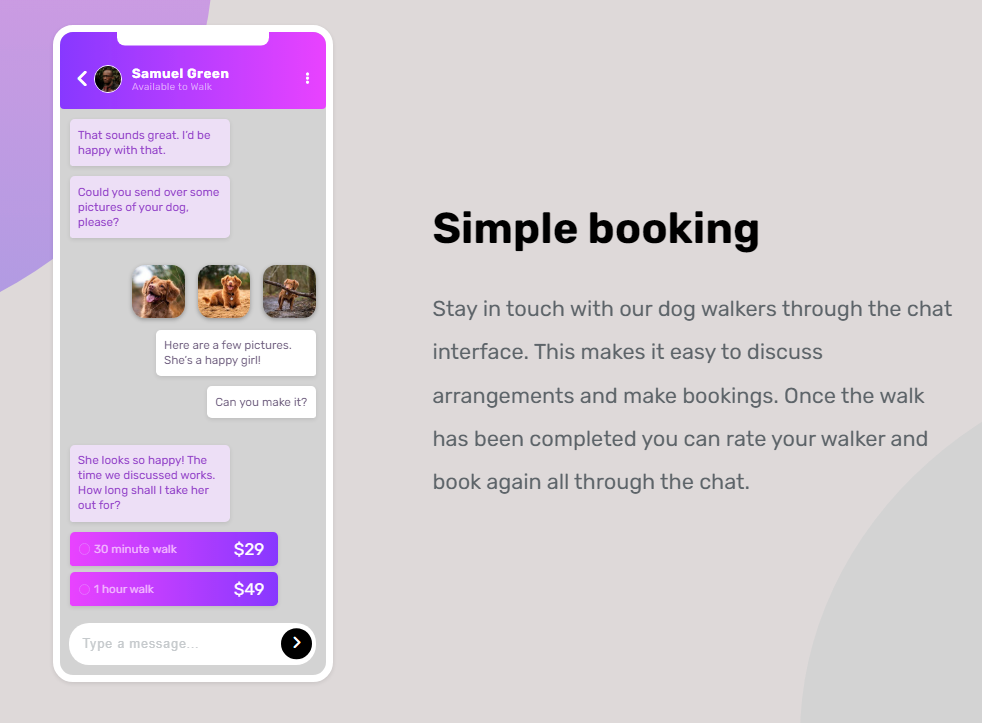 Samuel Green
Available to Walk
That sounds great. I'd be
happy with that.
Could you send over some
pictures of your dog,
please?
Here are a few pictures.
She's a happy girl!
Can you make it?
She looks so happy! The
time we discussed works.
How long shall I take her
out for?
30 minute walk $29
1 hour walk $49
Type a message...
Simple booking
Stay in touch with our dog walkers through the chat
interface. This makes it easy to discuss
arrangements and make bookings. Once the walk
has been completed you can rate your walker and
book again all through the chat.